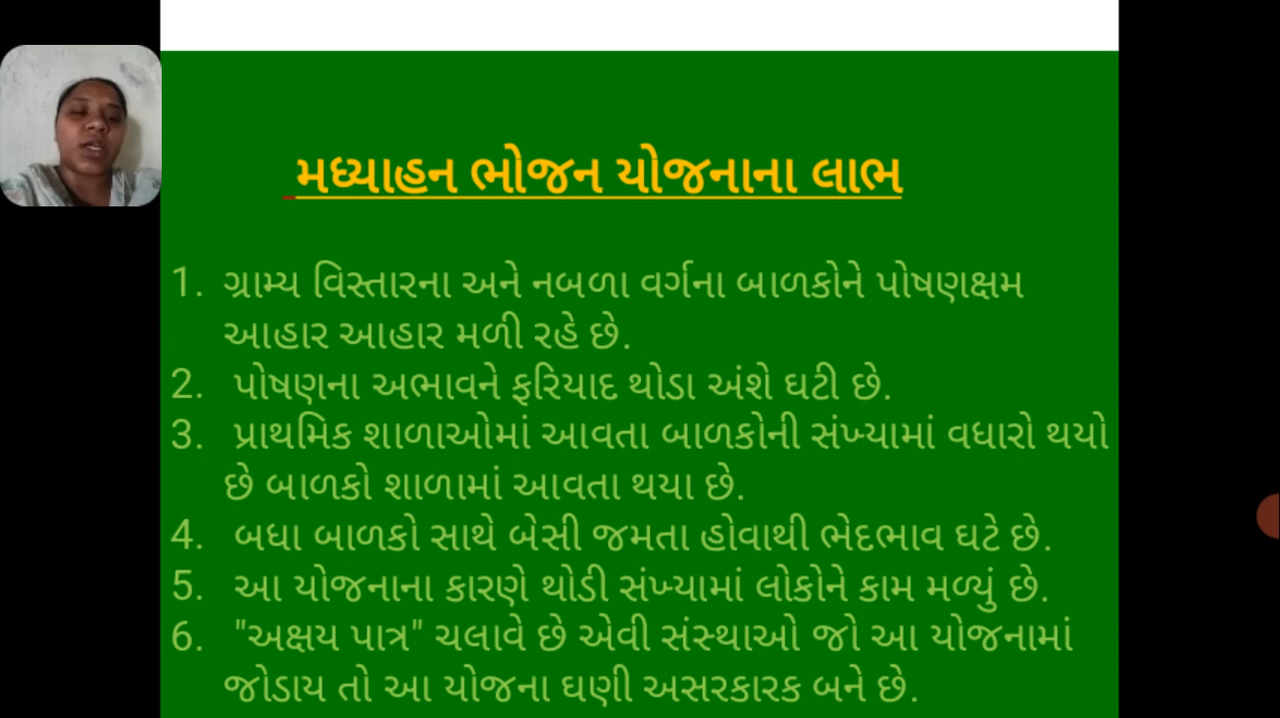 મધ્યાહન ભોજન યોજનાના લાભ
1. ગ્રામ્ય વિસ્તારના અને નબળા વર્ગના બાળકોને પોષણક્ષમ
આહાર આહાર મળી રહે છે.
2. પોષણના અભાવને ફરિયાદ થોડા અંશે ઘટી છે.
3. પ્રાથમિક શાળાઓમાં આવતા બાળકોની સંખ્યામાં વધારો થયો
છે બાળકો શાળામાં આવતા થયા છે.
4. બધા બાળકો સાથે બેસી જમતા હોવાથી ભેદભાવ ઘટે છે.
5. આ યોજનાના કારણે થોડી સંખ્યામાં લોકોને કામ મળ્યું છે.
6. "અક્ષય પાત્ર" ચલાવે છે એવી સંસ્થાઓ જો આ યોજનામાં
જોડાય તો આ યોજના ઘણી અસરકારક બને છે.